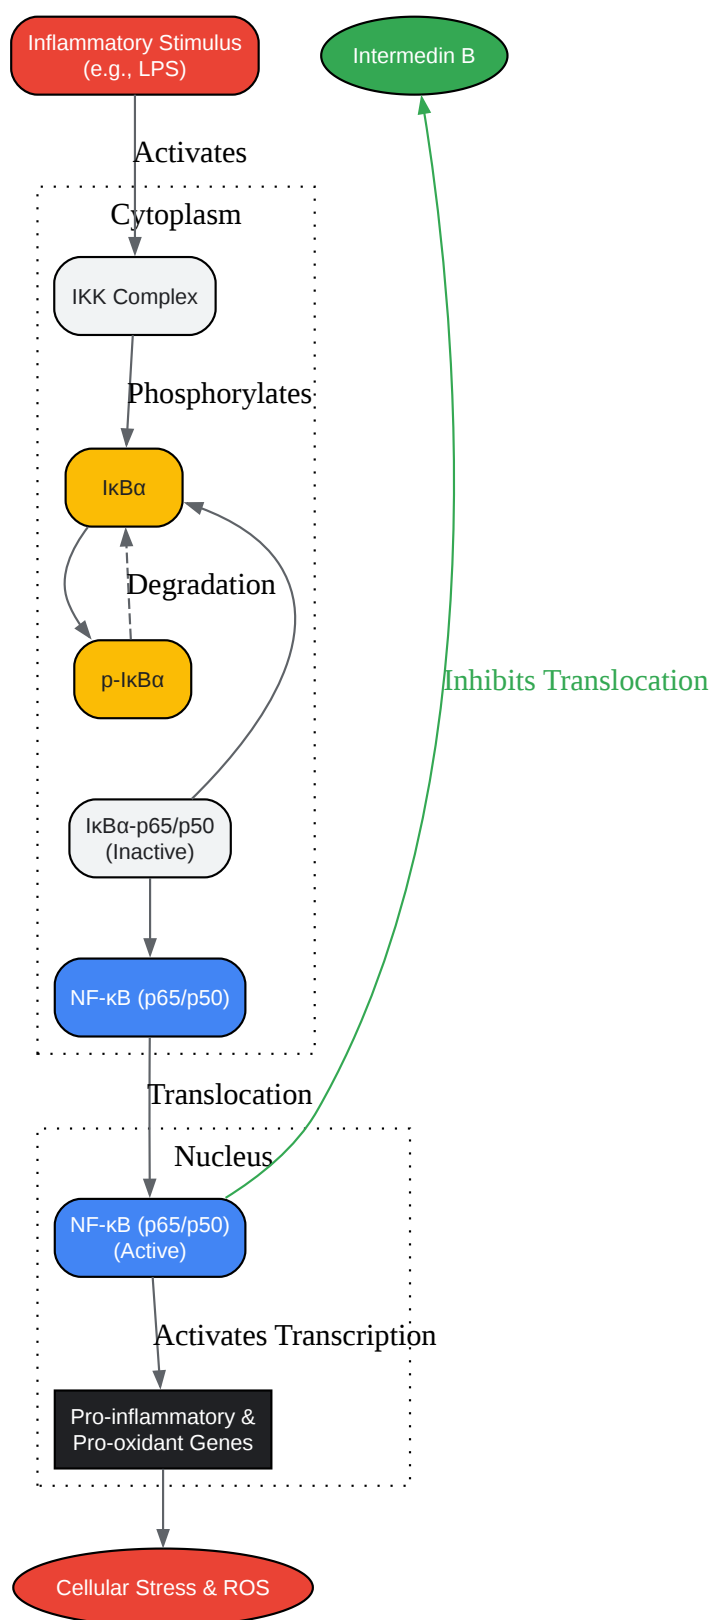 Inflammatory Stimulus
(e.g., LPS)
Intermedin B
Activates
Cytoplasm
IKK Complex
Phosphorylates
IκBα
Degradation
p-IκBα
Inhibits Translocation
IκBα-p65/p50
(Inactive)
NF-κB (p65/p50)
Translocation
Nucleus
NF-κB (p65/p50)
(Active)
Activates Transcription
Pro-inflammatory &
Pro-oxidant Genes
Cellular Stress & ROS